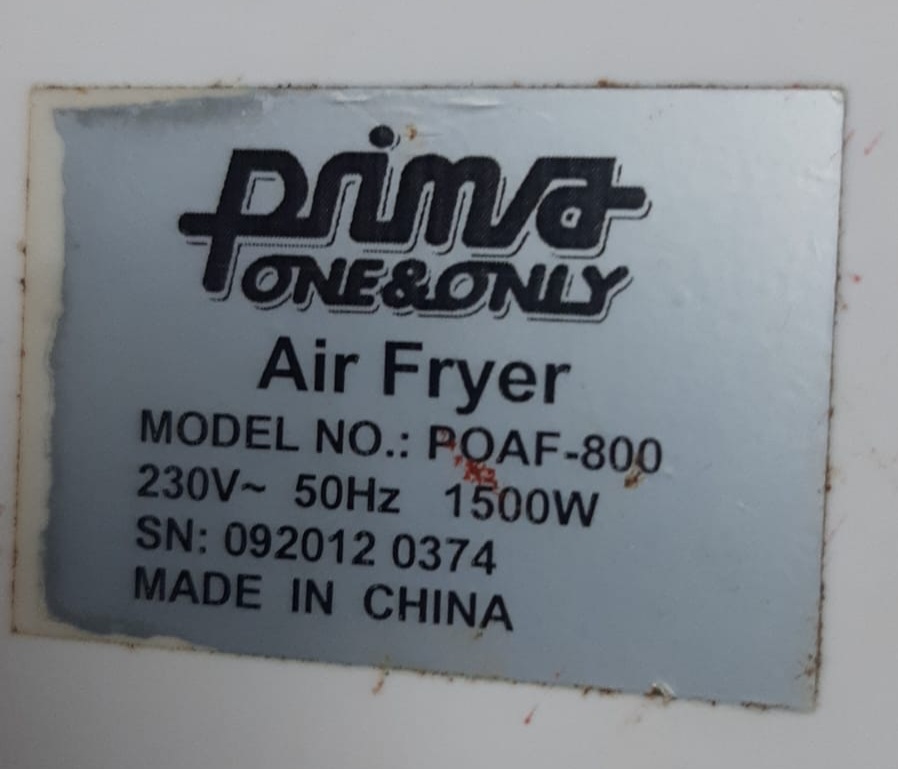 prima
ONE&ONLY
Air Fryer
MODEL NO.: POAF-800
230V~ 50Hz 1500W
SN: 092012 0374
MADE IN CHINA